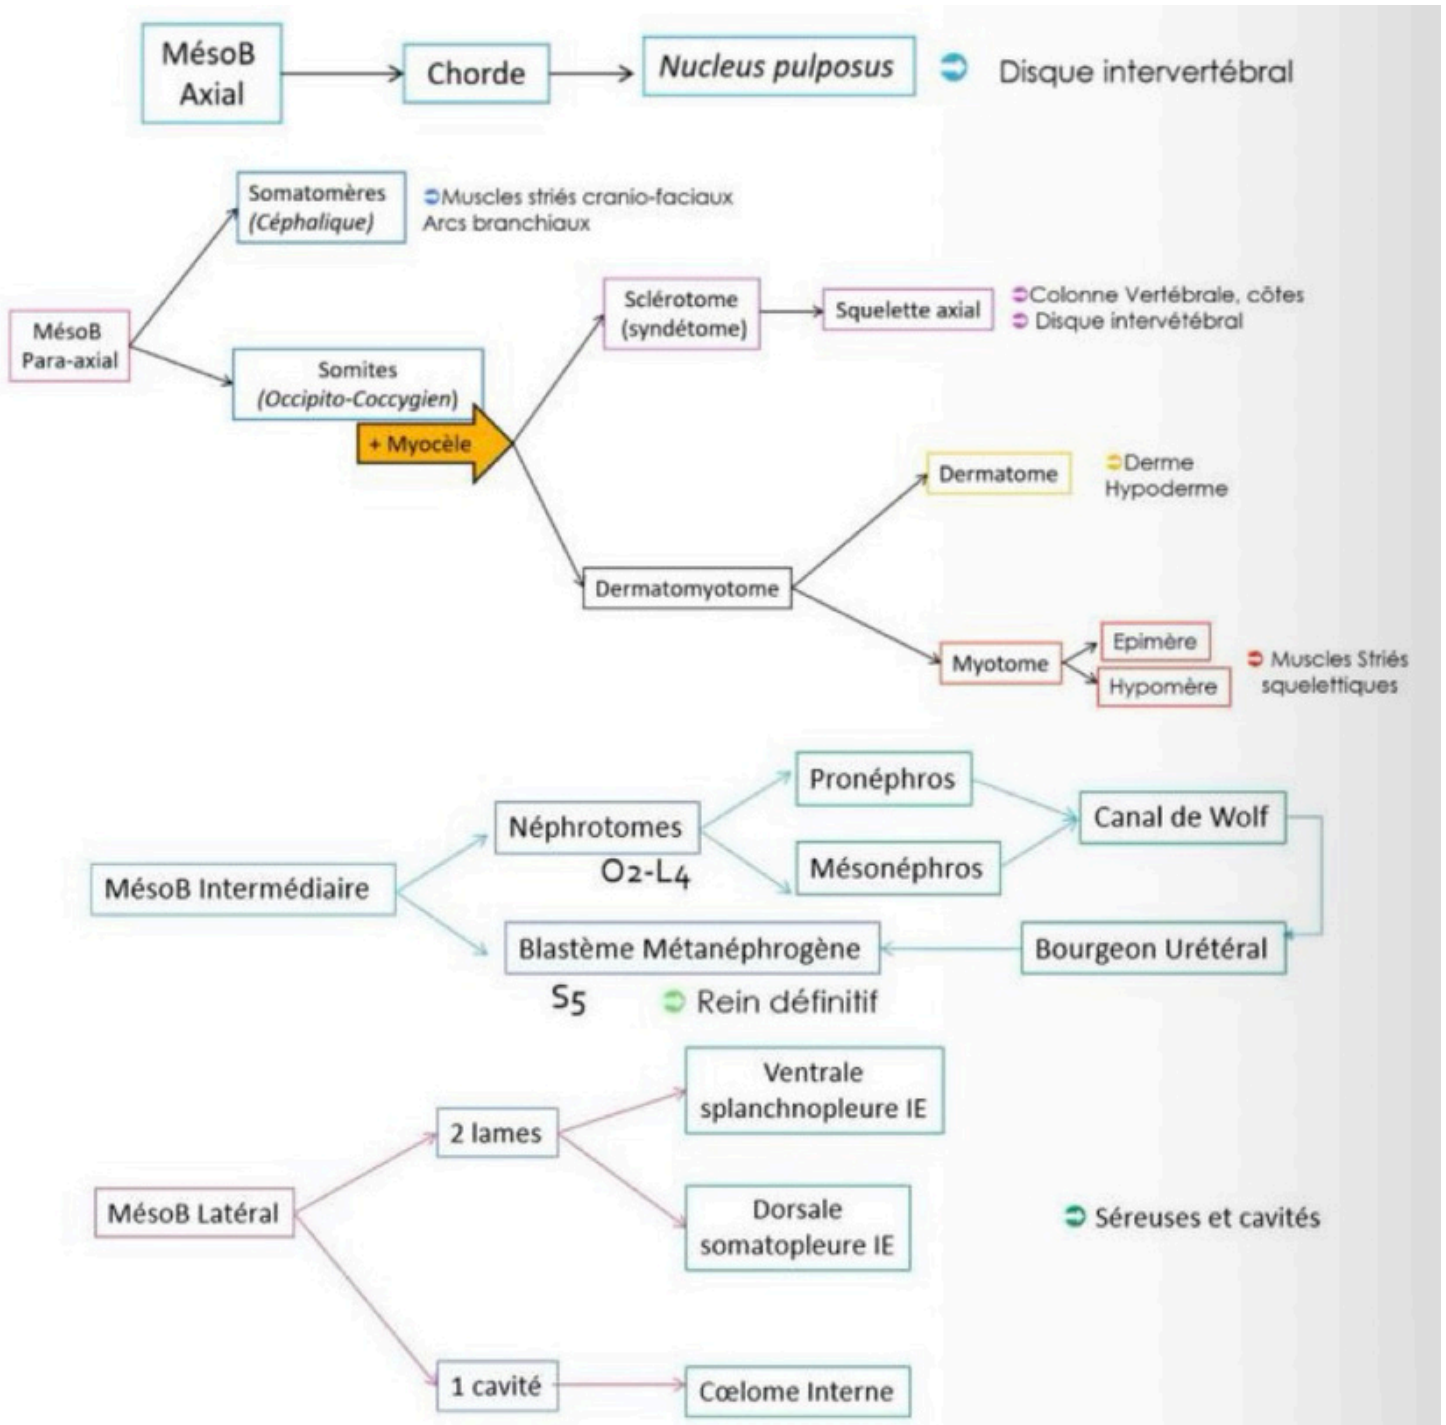 MésoB
Axial
Chorde
Nucleus pulposus
Disque intervertébral
Somatomères
(Céphalique)
Muscles striés cranio-faciaux
Arcs branchiaux
MésoB
Para-axial
Somites
(Occipito-Coccygien)
+ Myocèle
Sclérotome
(syndétome)
Squelette axial
Colonne Vertébrale, côtes
Disque intervétébral
Dermatome
Derme
Hypoderme
Dermatomyotome
Myotome
Epimère
Hypomère
Muscles Striés
squelettiques
MésoB Intermédiaire
Néphrotomes
O2-L4
Pronéphros
Mésonéphros
Canal de Wolf
Blastème Métanéphrogène
Bourgeon Urétéral
S5
Rein définitif
MésoB Latéral
2 lames
Ventrale
splanchnopleure IE
Dorsale
somatopleure IE
Séreuses et cavités
1 cavité
Cœlome Interne